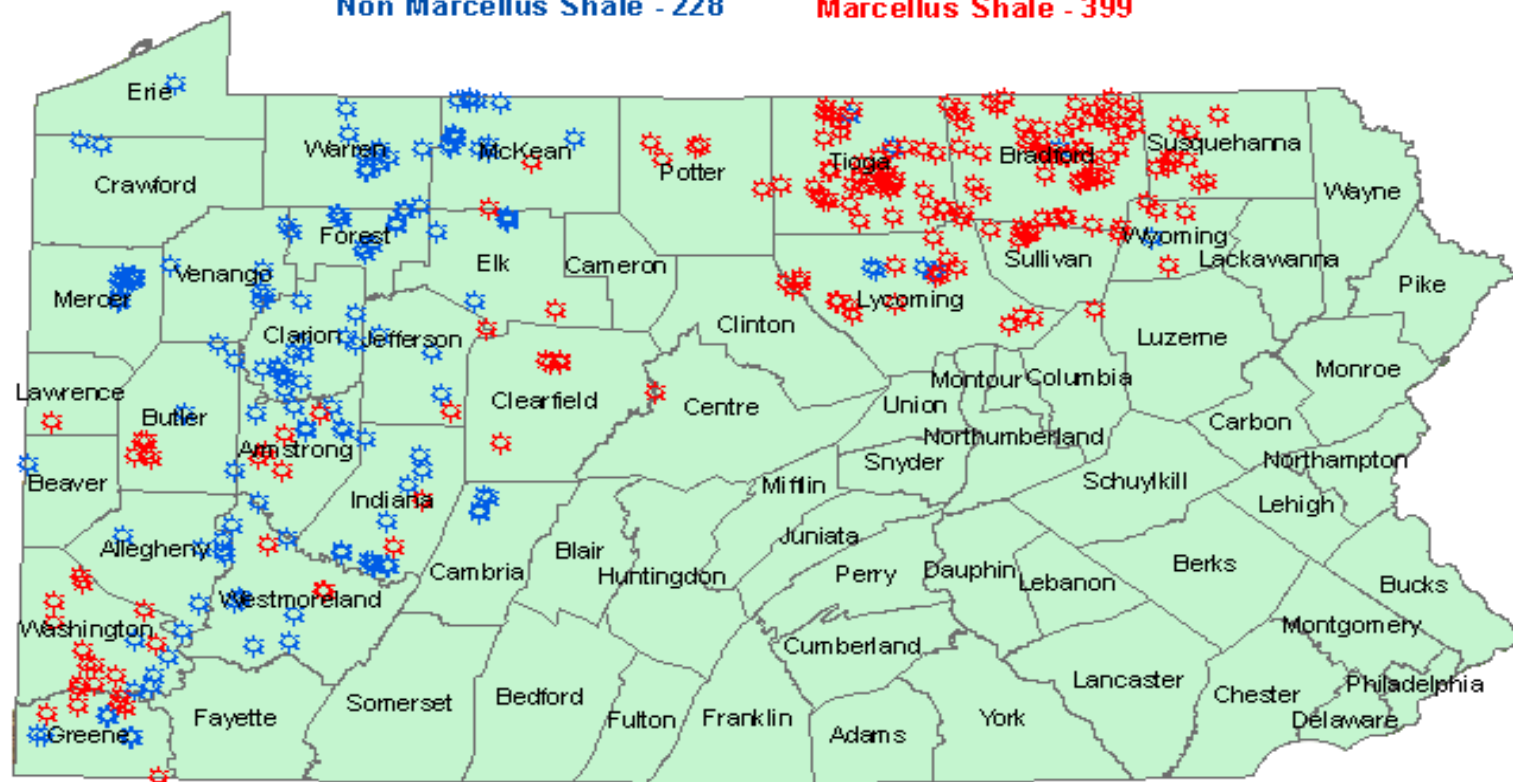 Non Marcellus Shale - 228 Marcellus Shale - 399
Erie
Warren
McKean
Potter
Tioga
Bradford
Susquehanna
Crawford
Wayne
Forest
Wyoming
Lackawanna
Venango
Elk
Cameron
Sullivan
Mercer
Lycoming
Pike
Clarion
Jefferson
Clinton
Luzerne
Monroe
Lawrence
Butler
Clearfield
Centre
Montour
Columbia
Union
Carbon
Armstrong
Northumberland
Snyder
Northampton
Beaver
Indiana
Mifflin
Schuylkill
Lehigh
Allegheny
Blair
Juniata
Cambria
Huntingdon
Perry
Dauphin
Lebanon
Berks
Bucks
Westmoreland
Washington
Cumberland
Montgomery
Somerset
Bedford
Lancaster
Chester
Philadelphia
Fayette
Fulton
Franklin
Adams
York
Delaware
Greene